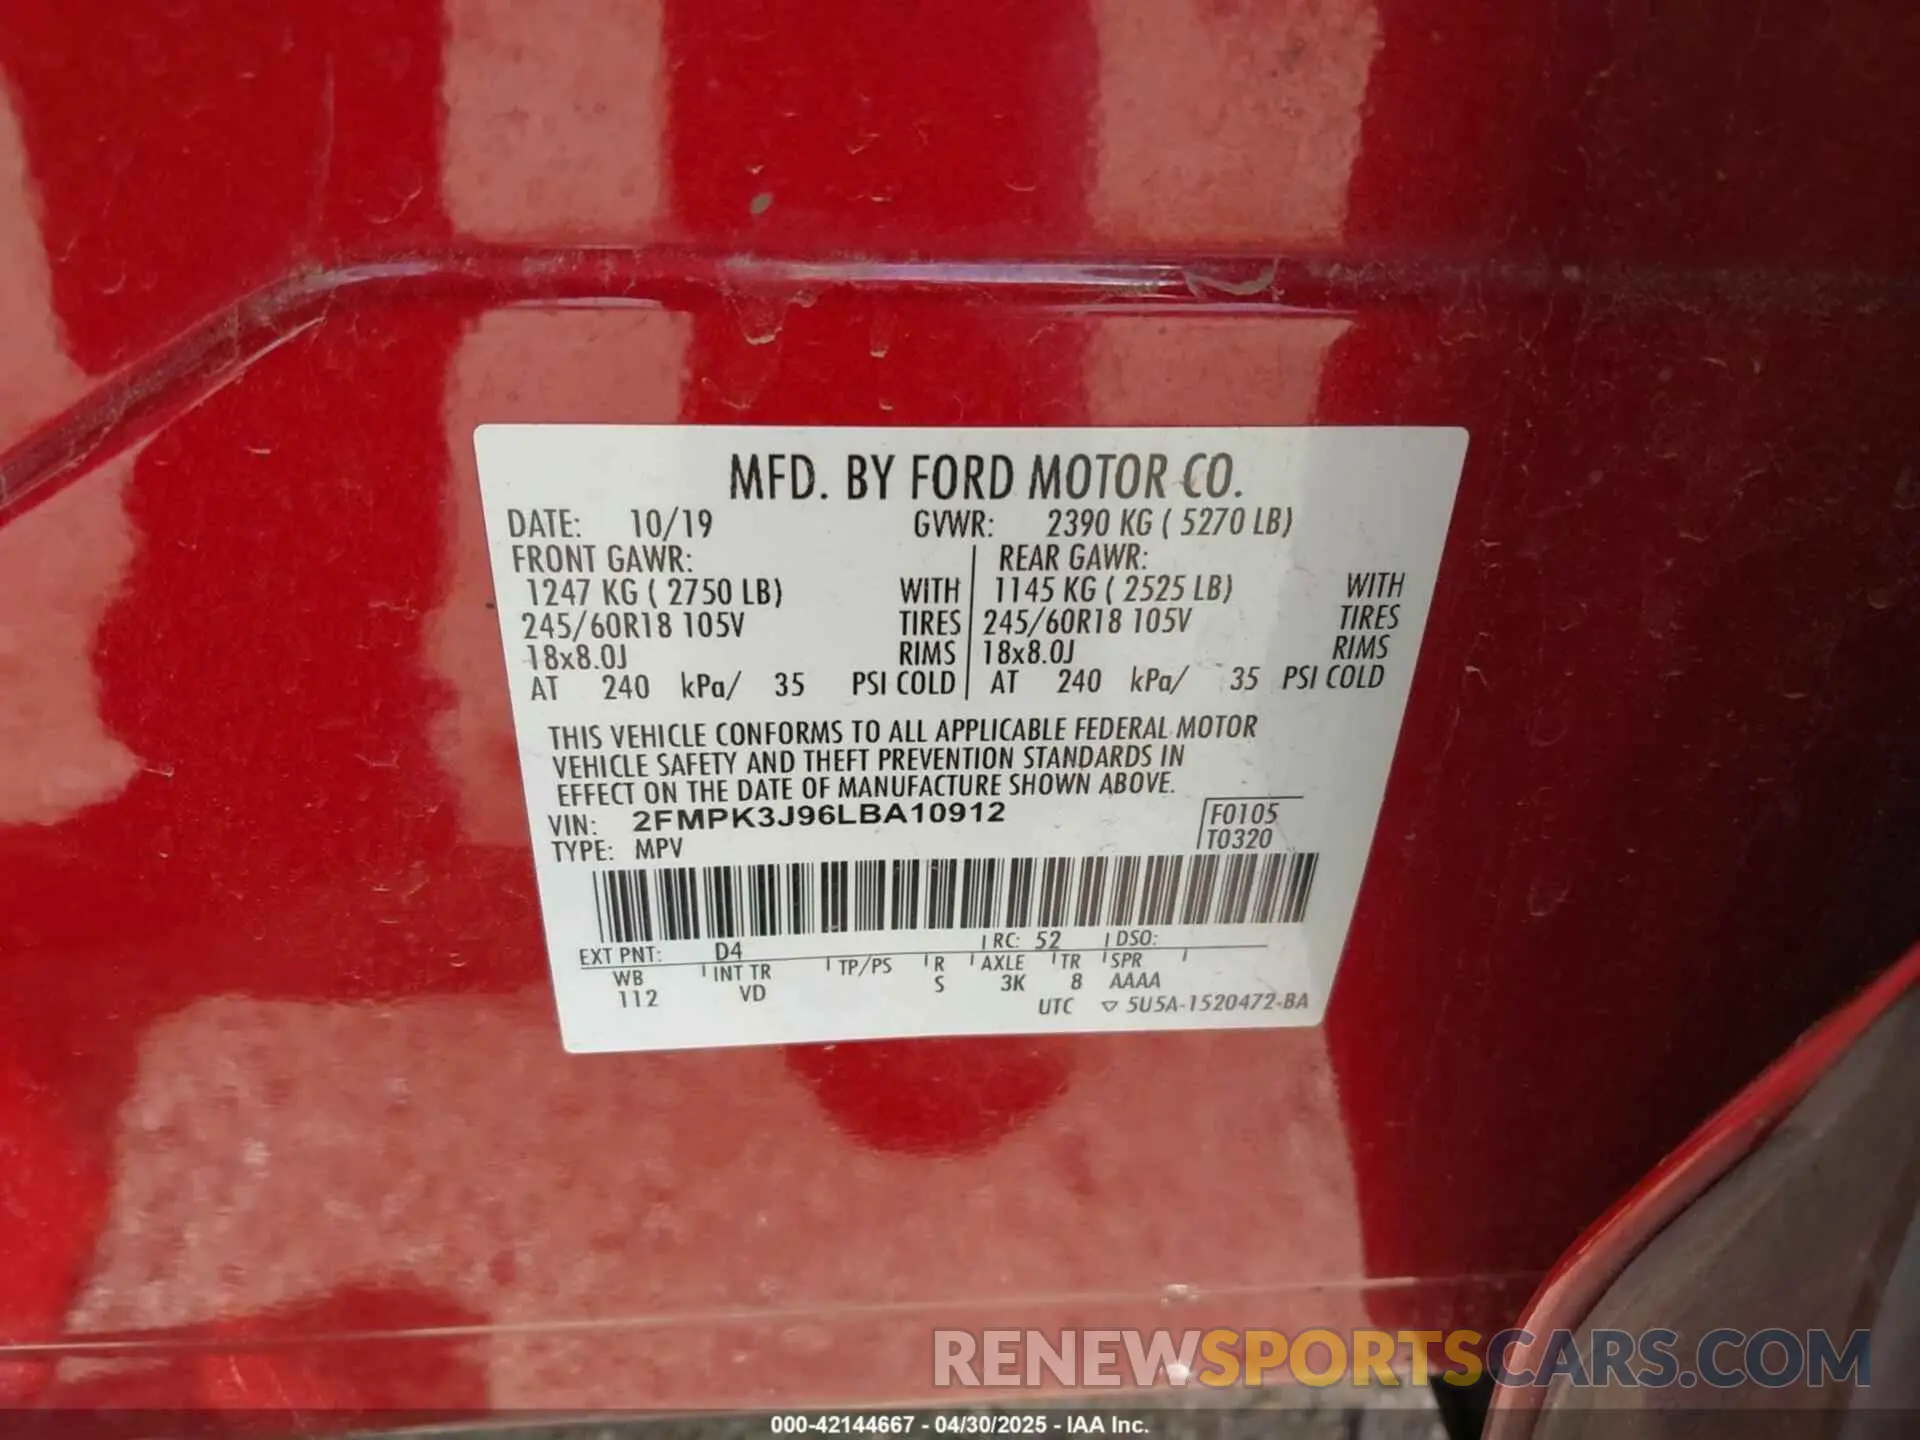 MFD. BY FORD MOTOR CO.
DATE: 10/19 GVWR: 2390 KG ( 5270 LB)
FRONT GAWR: REAR GAWR:
1247 KG ( 2750 LB) WITH 1145 KG ( 2525 LB) WITH
245/60R18 105V TIRES 245/60R18 105V TIRES
18x8.0J RIMS 18x8.0J RIMS
AT 240 kPa/ 35 PSI COLD AT 240 kPa/ 35 PSI COLD
THIS VEHICLE CONFORMS TO ALL APPLICABLE FEDERAL MOTOR
VEHICLE SAFETY AND THEFT PREVENTION STANDARDS IN
EFFECT ON THE DATE OF MANUFACTURE SHOWN ABOVE.
VIN: 2FMPK3J96LBA10912 F0105
TYPE: MPV T0320
EXT PNT: D4 RC: 52 DSO:
WB INT TR TP/PS R AXLE TR SPR
112 VD S 3K 8 AAAA
UTC ▽ 5U5A-1520472-BA
RENEWSPORTSCARS.COM
000-42144667 - 04/30/2025 - IAA Inc.